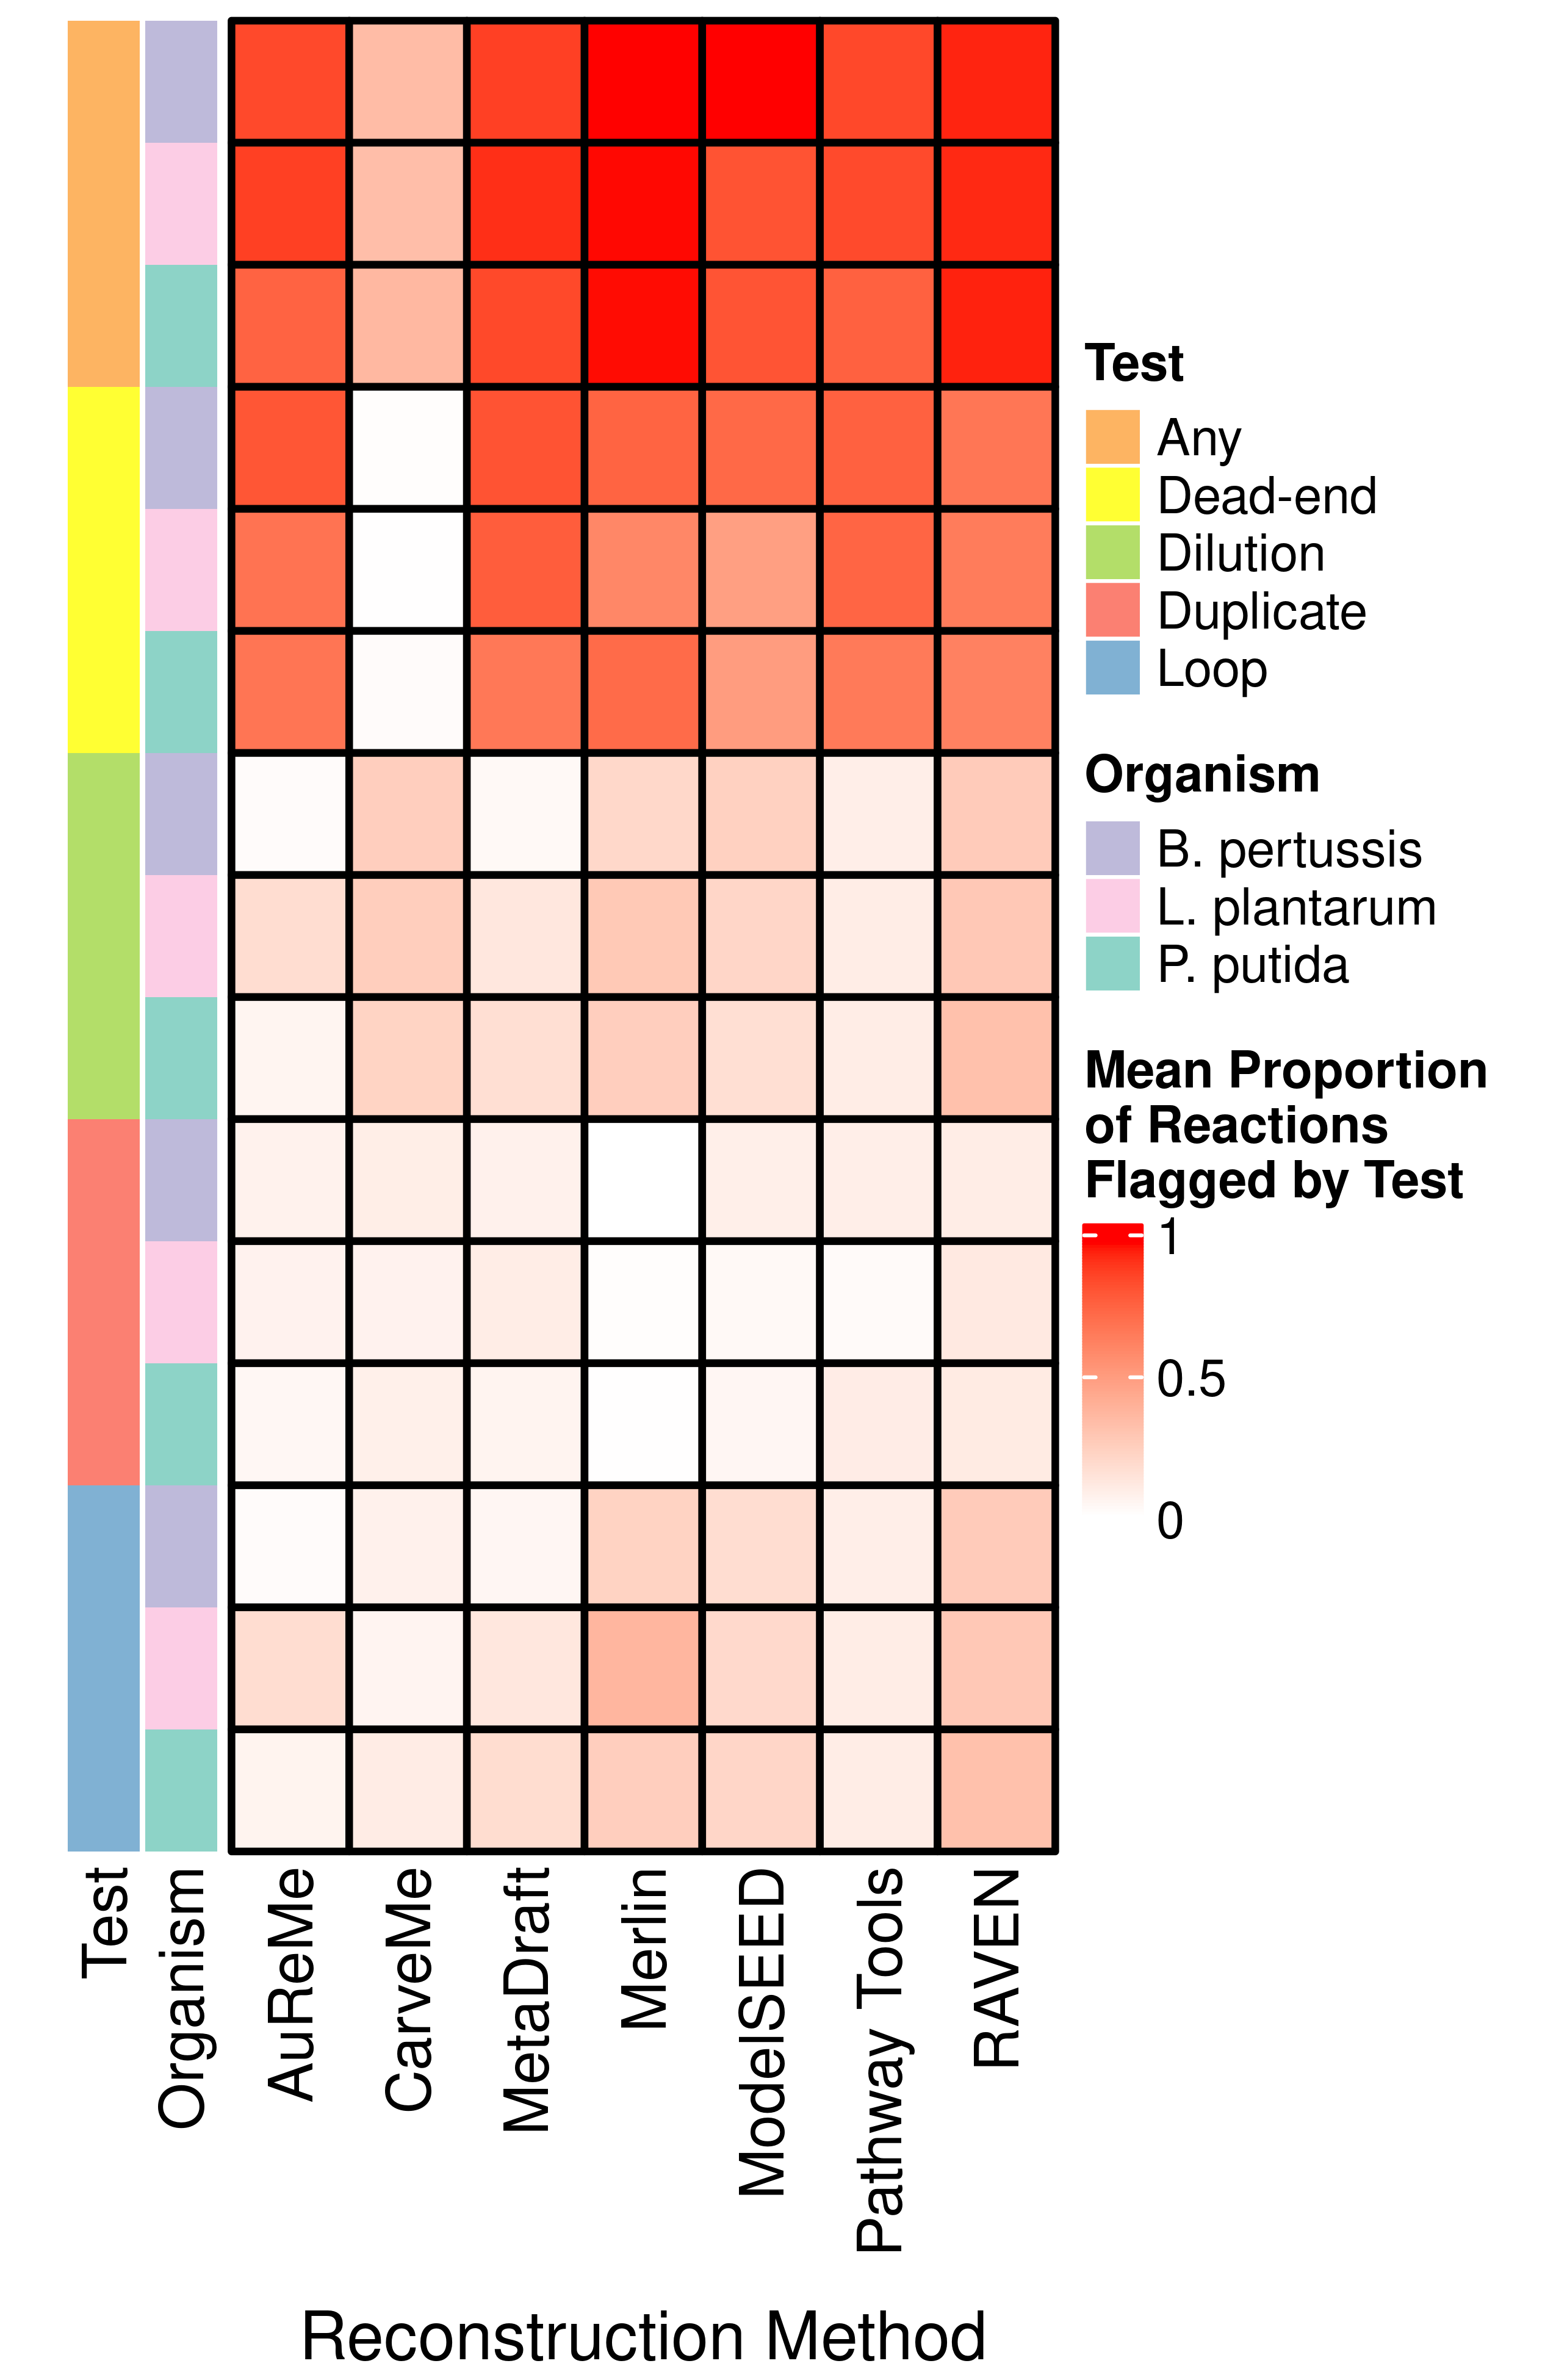 Test
Any
Dead-end
Dilution
Duplicate
Loop
Organism
B. pertussis
L. plantarum
P. putida
Mean Proportion
of Reactions
Flagged by Test
1
0.5
0
Test
Organism
AuReMe
CarveMe
MetaDraft
Merlin
ModelSEED
Pathway Tools
RAVEN
Reconstruction Method